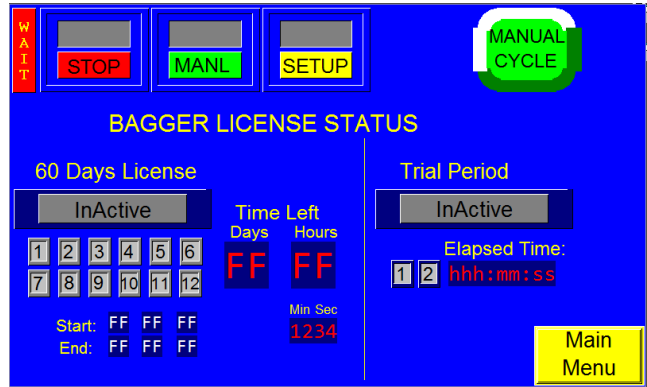 WAIT
STOP
MANL
SETUP
MANUAL
CYCLE
BAGGER LICENSE STATUS
60 Days License
InActive
1 2 3 4 5 6
7 8 9 10 11 12
Time Left
Days Hours
FF FF
Min Sec
1234
Start: FF FF FF
End: FF FF FF
Trial Period
InActive
Elapsed Time:
1 2 hhh:mm:ss
Main
Menu